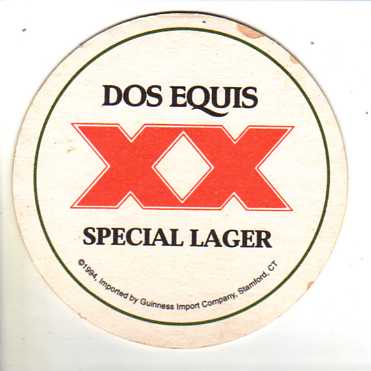 DOS EQUIS
XX
SPECIAL LAGER
©1994, Imported by Guinness Import Company, Stamford, CT